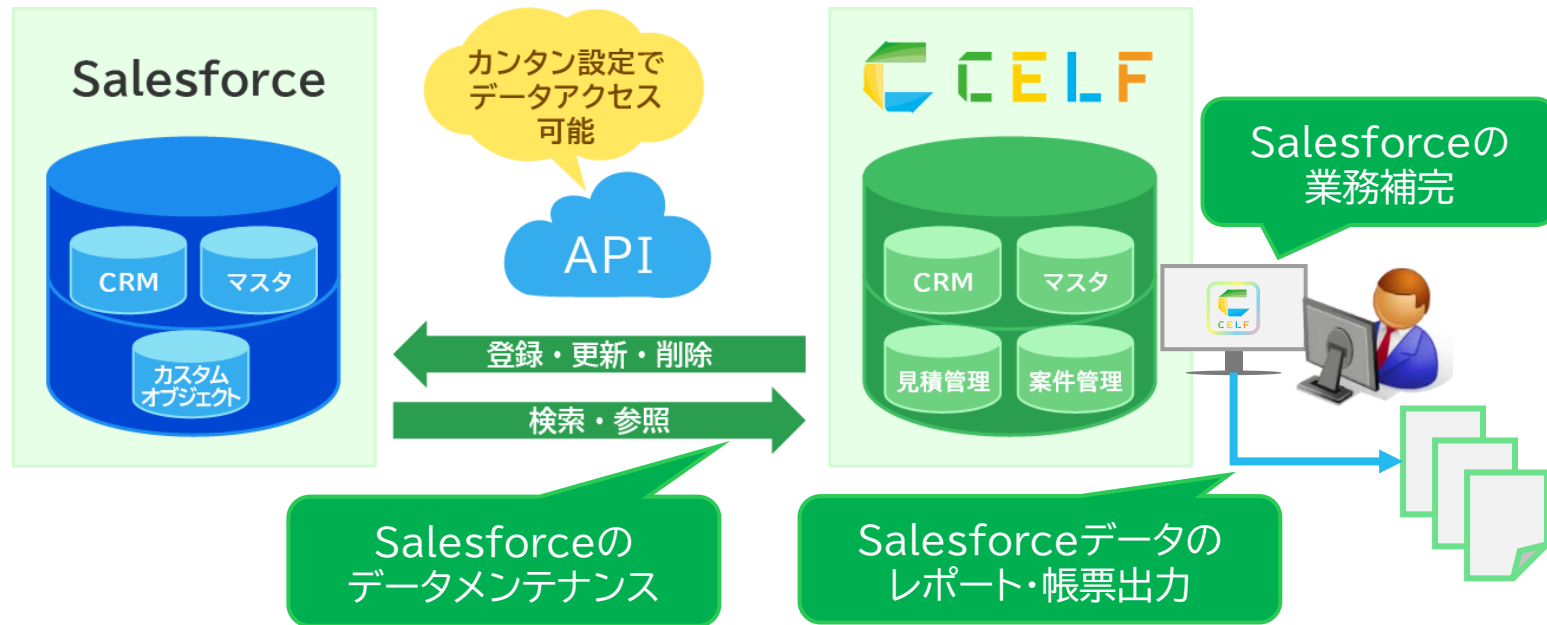 Salesforce
CRM
マスタ
カスタム
オブジェクト
カンタン設定で
データアクセス
可能
API
登録・更新・削除
検索・参照
CELF
CRM
マスタ
見積管理
案件管理
Salesforceの
業務補完
CELF
Salesforceの
データメンテナンス
Salesforceデータの
レポート・帳票出力